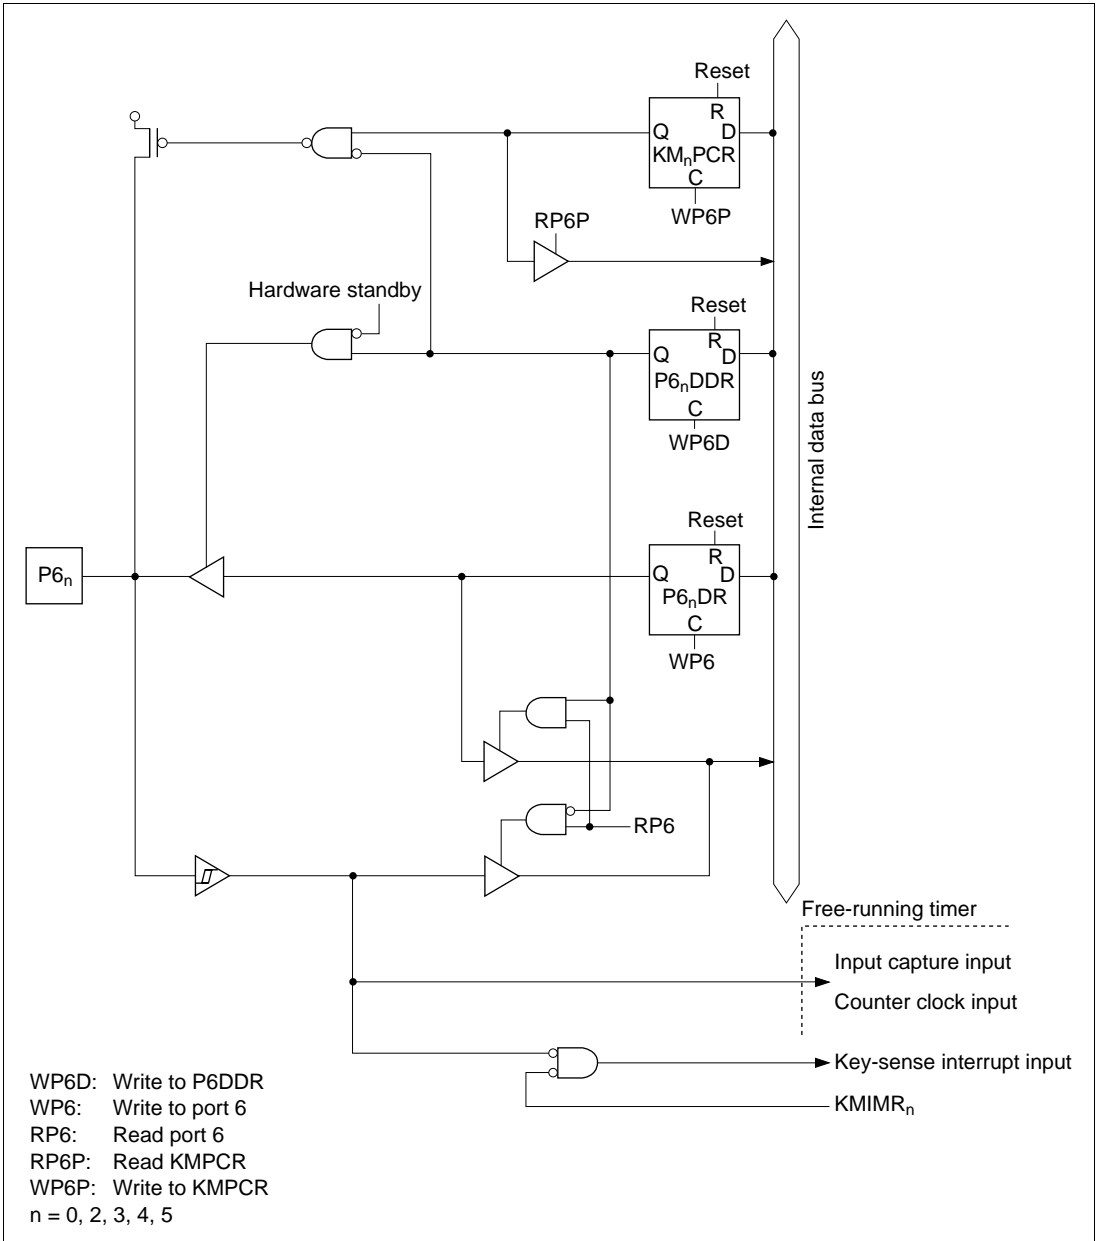 Reset
R
Q D
KMnPCR
C
WP6P
RP6P
Hardware standby
Reset
R
Q D
P6nDDR
C
WP6D
Internal data bus
Reset
R
Q D
P6nDR
C
WP6
P6n
RP6
Free-running timer
Input capture input
Counter clock input
Key-sense interrupt input
KMIMRn
WP6D: Write to P6DDR
WP6: Write to port 6
RP6: Read port 6
RP6P: Read KMPCR
WP6P: Write to KMPCR
n = 0, 2, 3, 4, 5